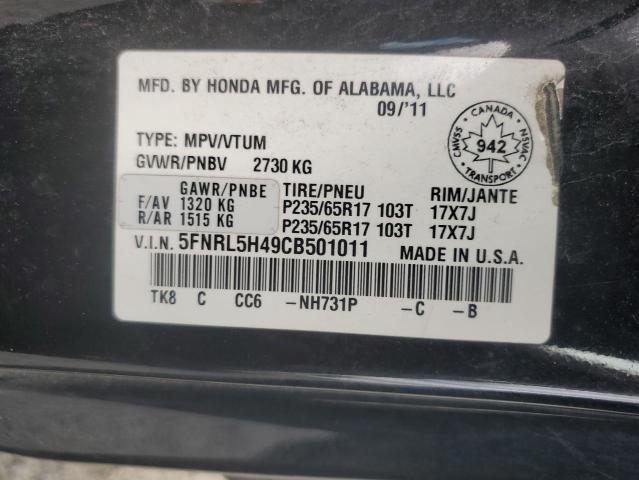 MFD. BY HONDA MFG. OF ALABAMA, LLC
09/'11
CANADA
CMVSS
NSVAC
942
TRANSPORT
TYPE: MPV/VTUM
GVWR/PNBV 2730 KG
GAWR/PNBE TIRE/PNEU RIM/JANTE
F/AV 1320 KG P235/65R17 103T 17X7J
R/AR 1515 KG P235/65R17 103T 17X7J
V.I.N. 5FNRL5H49CB501011 MADE IN U.S.A.
TK8 C CC6 -NH731P -C -B